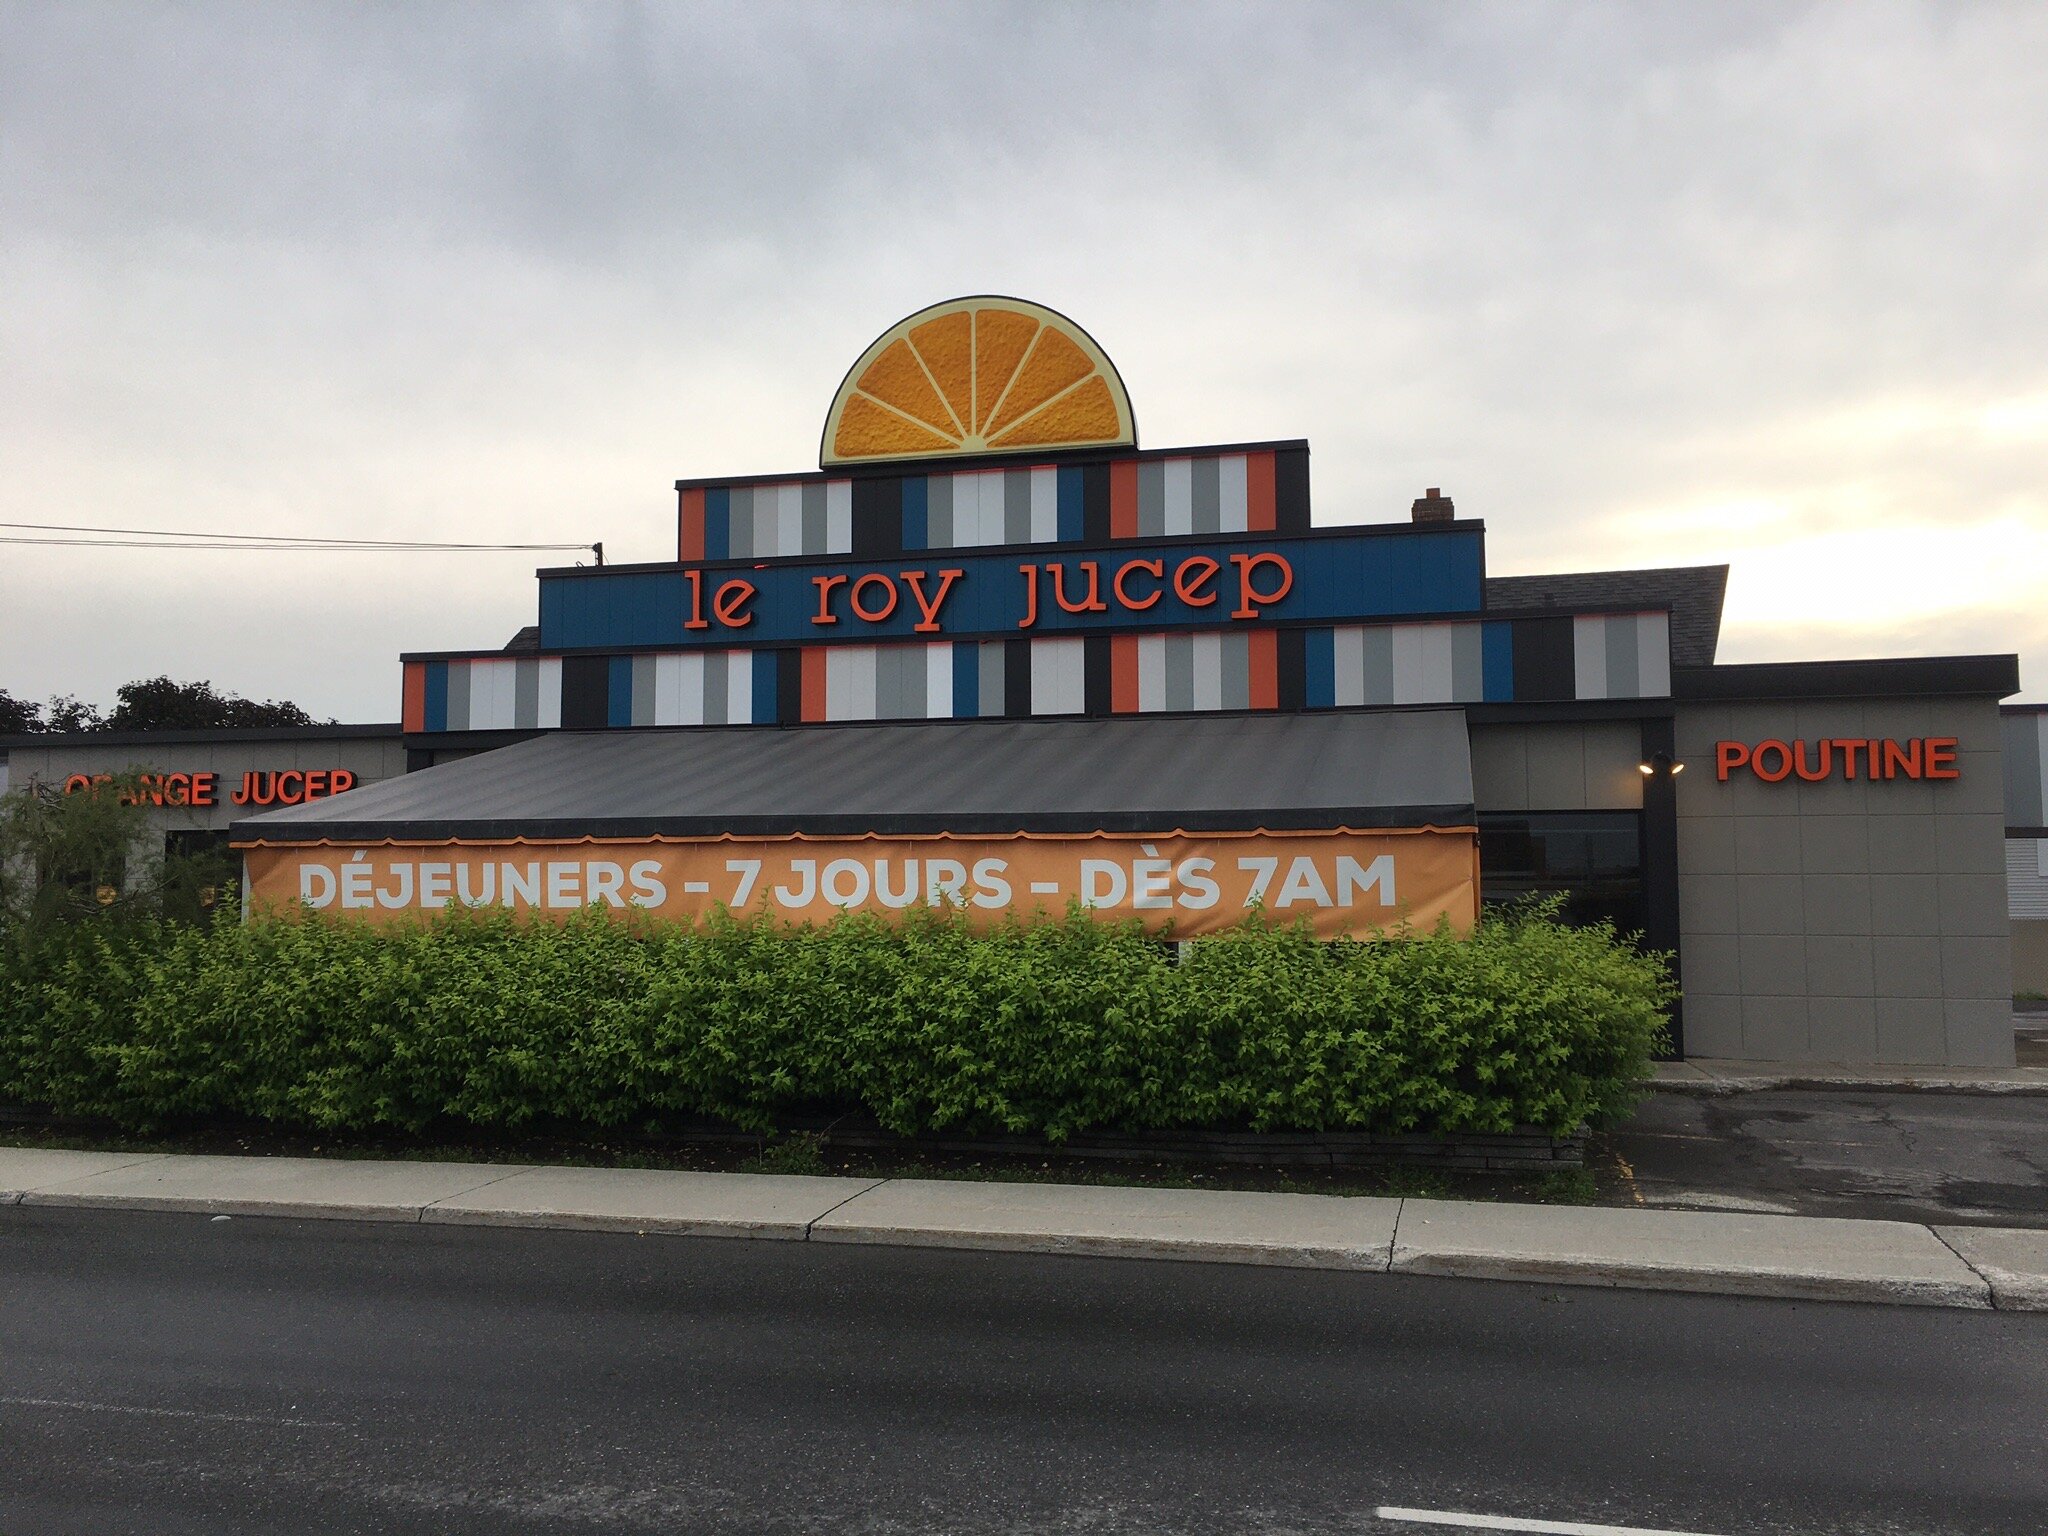 le roy jucep
ORANGE JUCEP
POUTINE
DÉJEUNERS - 7 JOURS - DÈS 7AM